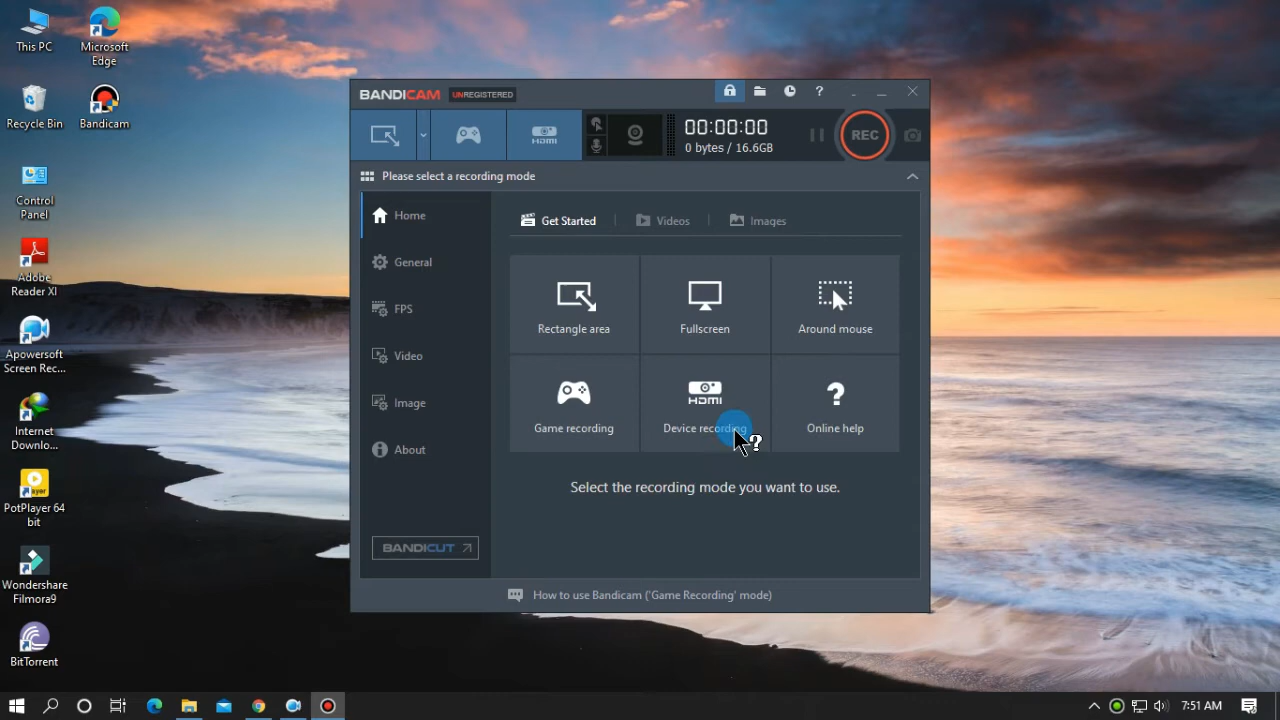 This PC
Microsoft
Edge
Recycle Bin
Bandicam
Control
Panel
Adobe
Reader XI
Apowersoft
Screen Rec...
Internet
Downlo...
PotPlayer 64
bit
Wondershare
Filmora9
BitTorrent
BANDICAM UNREGISTERED
?
HDMI
00:00:00
0 bytes / 16.6GB
REC
Please select a recording mode
Home
General
FPS
Video
Image
About
BANDICUT
Get Started
Videos
Images
Rectangle area
Fullscreen
Around mouse
Game recording
HDMI
Device recording
?
Online help
Select the recording mode you want to use.
How to use Bandicam ('Game Recording' mode)
7:51 AM